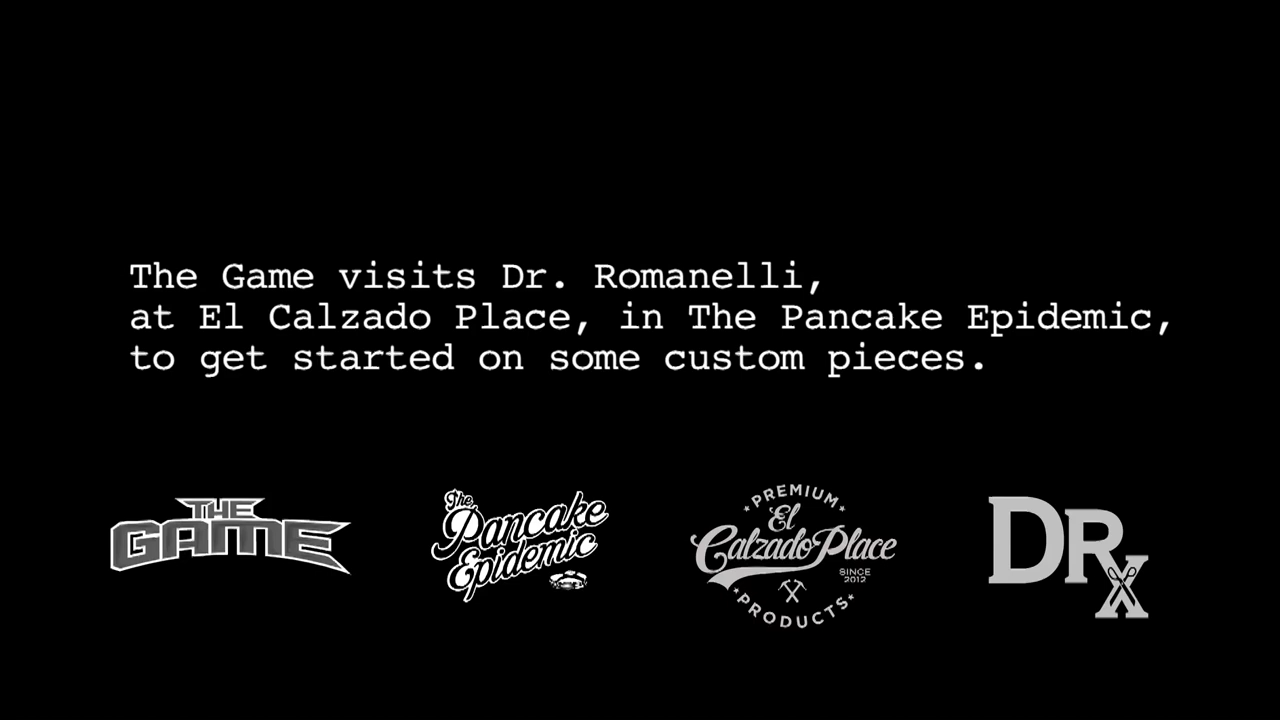 The Game visits Dr. Romanelli,
at El Calzado Place, in The Pancake Epidemic,
to get started on some custom pieces.
THE
GAME
The
Pancake
Epidemic
PREMIUM
El
Calzado Place
SINCE
2012
PRODUCTS
DRx